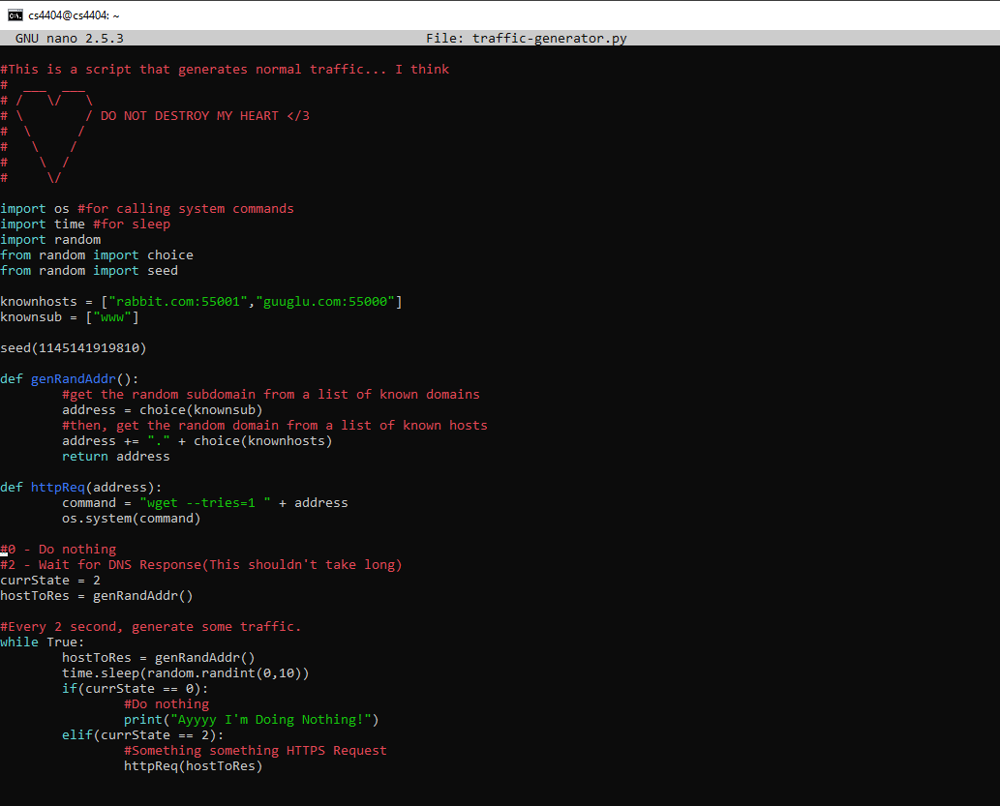 cs4404@cs4404: ~
GNU nano 2.5.3 File: traffic-generator.py
#This is a script that generates normal traffic... I think
#  ___  ___
# /   \/   \
# \        / DO NOT DESTROY MY HEART </3
#  \      /
#   \    /
#    \  /
#     \/
import os #for calling system commands
import time #for sleep
import random
from random import choice
from random import seed
knownhosts = ["rabbit.com:55001","guuglu.com:55000"]
knownsub = ["www"]
seed(1145141919810)
def genRandAddr():
        #get the random subdomain from a list of known domains
        address = choice(knownsub)
        #then, get the random domain from a list of known hosts
        address += "." + choice(knownhosts)
        return address
def httpReq(address):
        command = "wget --tries=1 " + address
        os.system(command)
#0 - Do nothing
#2 - Wait for DNS Response(This shouldn't take long)
currState = 2
hostToRes = genRandAddr()
#Every 2 second, generate some traffic.
while True:
        hostToRes = genRandAddr()
        time.sleep(random.randint(0,10))
        if(currState == 0):
                #Do nothing
                print("Ayyyy I'm Doing Nothing!")
        elif(currState == 2):
                #Something something HTTPS Request
                httpReq(hostToRes)